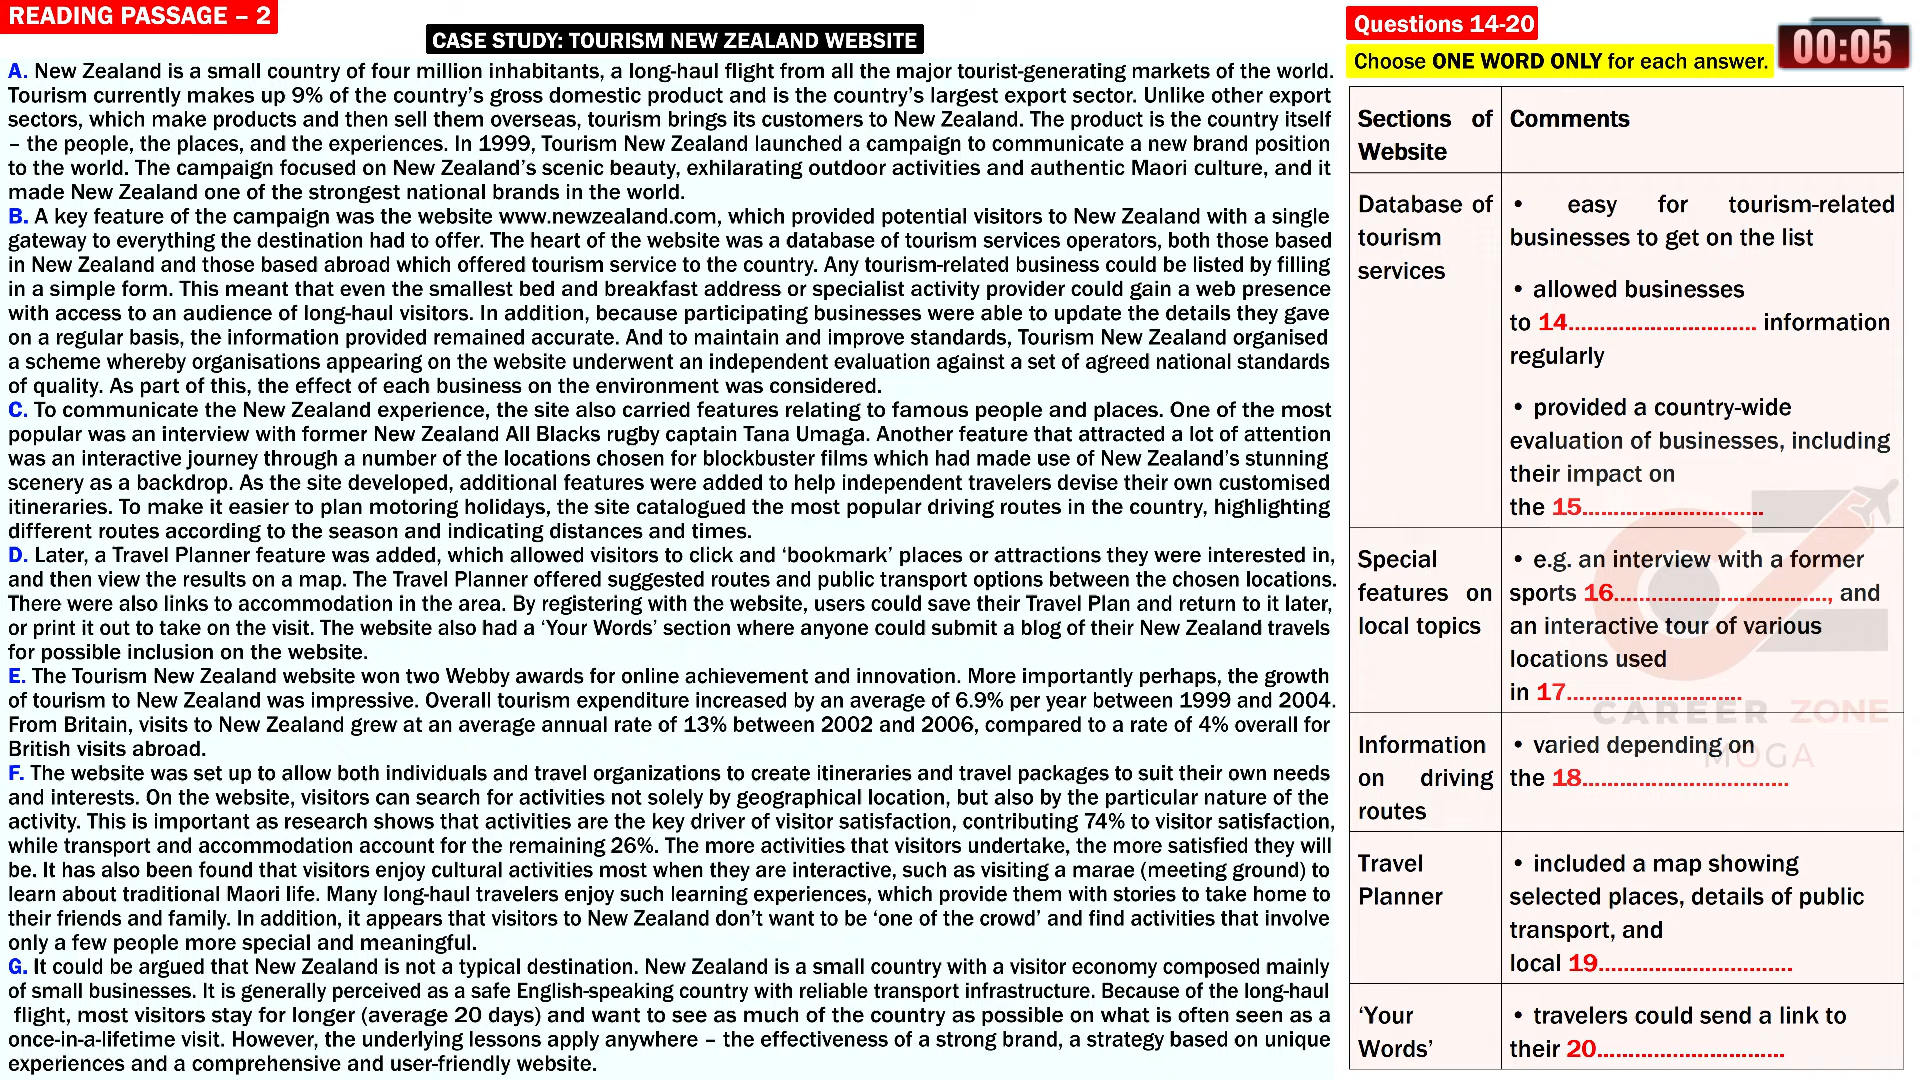 READING PASSAGE – 2
CASE STUDY: TOURISM NEW ZEALAND WEBSITE
A. New Zealand is a small country of four million inhabitants, a long-haul flight from all the major tourist-generating markets of the world.
Tourism currently makes up 9% of the country’s gross domestic product and is the country’s largest export sector. Unlike other export
sectors, which make products and then sell them overseas, tourism brings its customers to New Zealand. The product is the country itself
– the people, the places, and the experiences. In 1999, Tourism New Zealand launched a campaign to communicate a new brand position
to the world. The campaign focused on New Zealand’s scenic beauty, exhilarating outdoor activities and authentic Maori culture, and it
made New Zealand one of the strongest national brands in the world.
B. A key feature of the campaign was the website www.newzealand.com, which provided potential visitors to New Zealand with a single
gateway to everything the destination had to offer. The heart of the website was a database of tourism services operators, both those based
in New Zealand and those based abroad which offered tourism service to the country. Any tourism-related business could be listed by filling
in a simple form. This meant that even the smallest bed and breakfast address or specialist activity provider could gain a web presence
with access to an audience of long-haul visitors. In addition, because participating businesses were able to update the details they gave
on a regular basis, the information provided remained accurate. And to maintain and improve standards, Tourism New Zealand organised
a scheme whereby organisations appearing on the website underwent an independent evaluation against a set of agreed national standards
of quality. As part of this, the effect of each business on the environment was considered.
C. To communicate the New Zealand experience, the site also carried features relating to famous people and places. One of the most
popular was an interview with former New Zealand All Blacks rugby captain Tana Umaga. Another feature that attracted a lot of attention
was an interactive journey through a number of the locations chosen for blockbuster films which had made use of New Zealand’s stunning
scenery as a backdrop. As the site developed, additional features were added to help independent travelers devise their own customised
itineraries. To make it easier to plan motoring holidays, the site catalogued the most popular driving routes in the country, highlighting
different routes according to the season and indicating distances and times.
D. Later, a Travel Planner feature was added, which allowed visitors to click and ‘bookmark’ places or attractions they were interested in,
and then view the results on a map. The Travel Planner offered suggested routes and public transport options between the chosen locations.
There were also links to accommodation in the area. By registering with the website, users could save their Travel Plan and return to it later,
or print it out to take on the visit. The website also had a ‘Your Words’ section where anyone could submit a blog of their New Zealand travels
for possible inclusion on the website.
E. The Tourism New Zealand website won two Webby awards for online achievement and innovation. More importantly perhaps, the growth
of tourism to New Zealand was impressive. Overall tourism expenditure increased by an average of 6.9% per year between 1999 and 2004.
From Britain, visits to New Zealand grew at an average annual rate of 13% between 2002 and 2006, compared to a rate of 4% overall for
British visits abroad.
F. The website was set up to allow both individuals and travel organizations to create itineraries and travel packages to suit their own needs
and interests. On the website, visitors can search for activities not solely by geographical location, but also by the particular nature of the
activity. This is important as research shows that activities are the key driver of visitor satisfaction, contributing 74% to visitor satisfaction,
while transport and accommodation account for the remaining 26%. The more activities that visitors undertake, the more satisfied they will
be. It has also been found that visitors enjoy cultural activities most when they are interactive, such as visiting a marae (meeting ground) to
learn about traditional Maori life. Many long-haul travelers enjoy such learning experiences, which provide them with stories to take home to
their friends and family. In addition, it appears that visitors to New Zealand don’t want to be ‘one of the crowd’ and find activities that involve
only a few people more special and meaningful.
G. It could be argued that New Zealand is not a typical destination. New Zealand is a small country with a visitor economy composed mainly
of small businesses. It is generally perceived as a safe English-speaking country with reliable transport infrastructure. Because of the long-haul
flight, most visitors stay for longer (average 20 days) and want to see as much of the country as possible on what is often seen as a
once-in-a-lifetime visit. However, the underlying lessons apply anywhere – the effectiveness of a strong brand, a strategy based on unique
experiences and a comprehensive and user-friendly website.
Questions 14-20
00:05
Choose ONE WORD ONLY for each answer.
Sections of Website
Comments
Database of
tourism
services
• easy for tourism-related
businesses to get on the list
• allowed businesses
to 14.............................. information
regularly
• provided a country-wide
evaluation of businesses, including
their impact on
the 15.............................
Special
features on
local topics
• e.g. an interview with a former
sports 16..................................., and
an interactive tour of various
locations used
in 17............................
Information
on driving
routes
• varied depending on
the 18.................................
Travel
Planner
• included a map showing
selected places, details of public
transport, and
local 19...............................
‘Your
Words’
• travelers could send a link to
their 20..............................
CAREER ZONE
MOGA